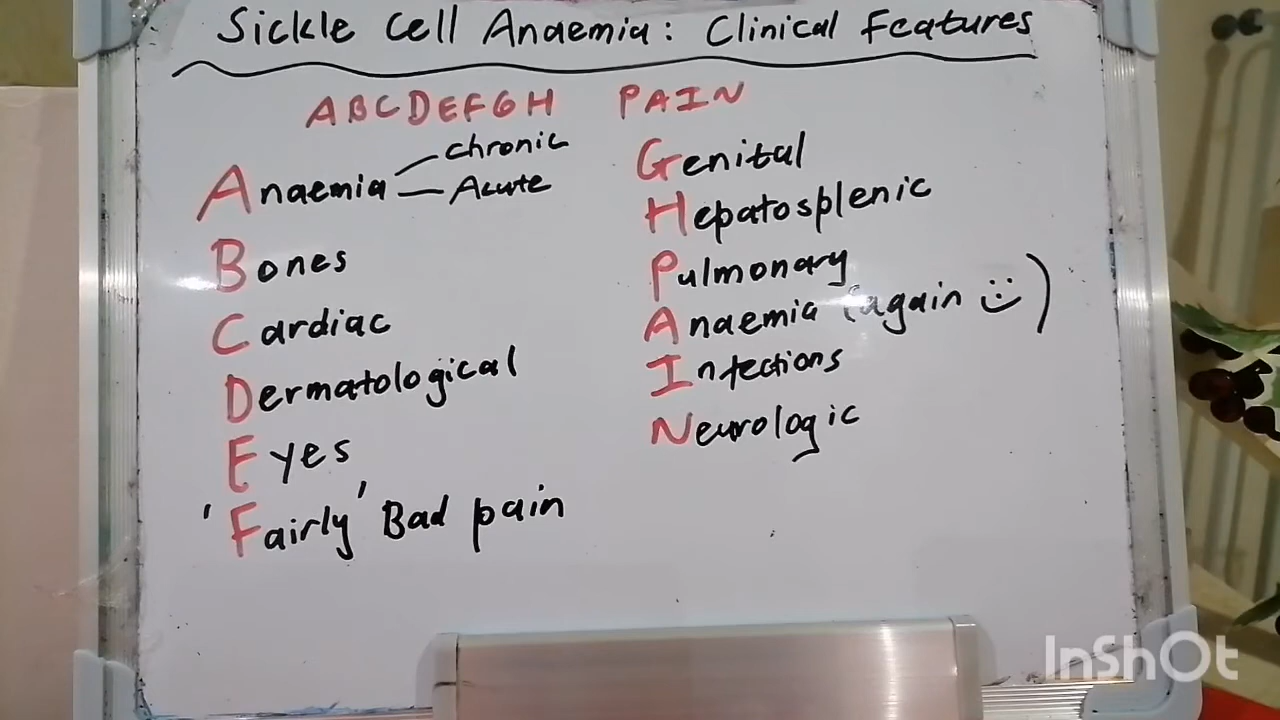 Sickle Cell Anaemia: Clinical Features
ABCDEFGH PAIN
Anaemia
chronic
Acute
Bones
Cardiac
Dermatological
Eyes
'Fairly' Bad pain
Genital
Hepatosplenic
Pulmonary
Anaemia (again ☺)
Infections
Neurologic
InShOt